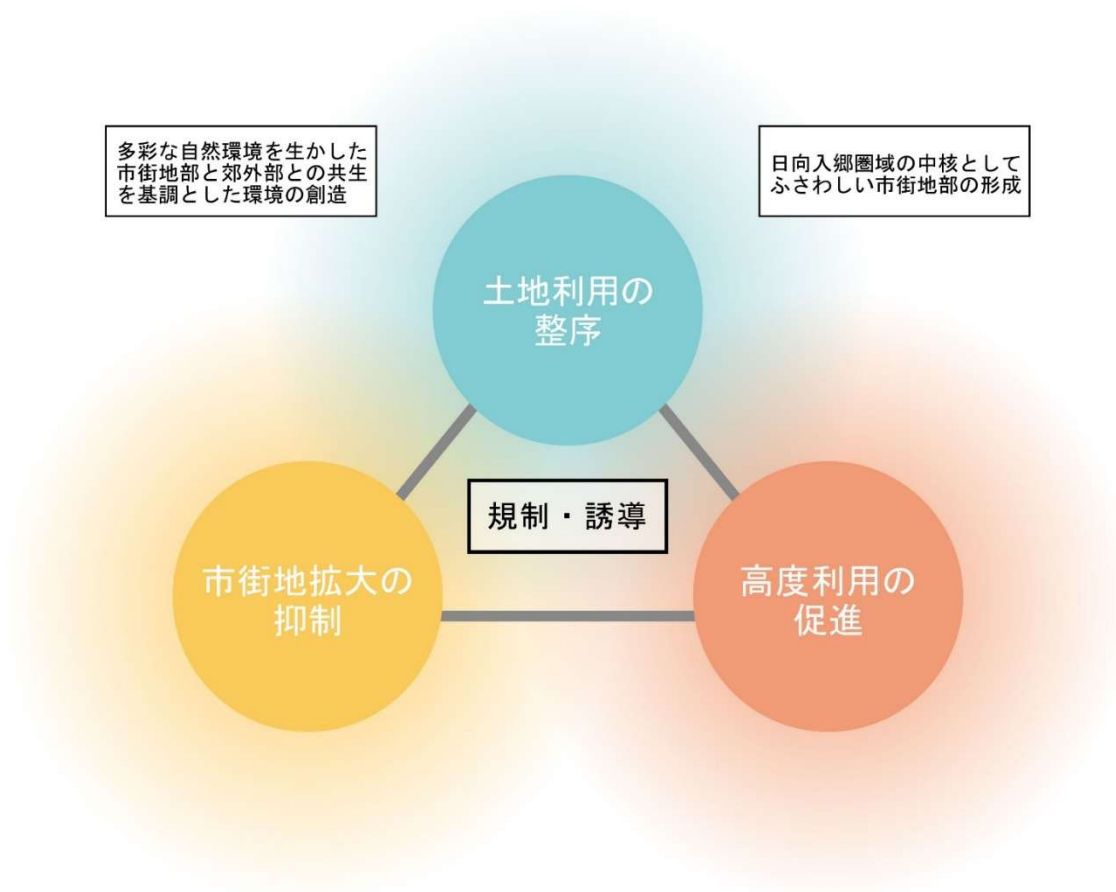 多彩な自然環境を生かした
市街地部と郊外部との共生
を基調とした環境の創造
日向入郷圏域の中核として
ふさわしい市街地部の形成
土地利用の
整序
規制・誘導
市街地拡大の
抑制
高度利用の
促進